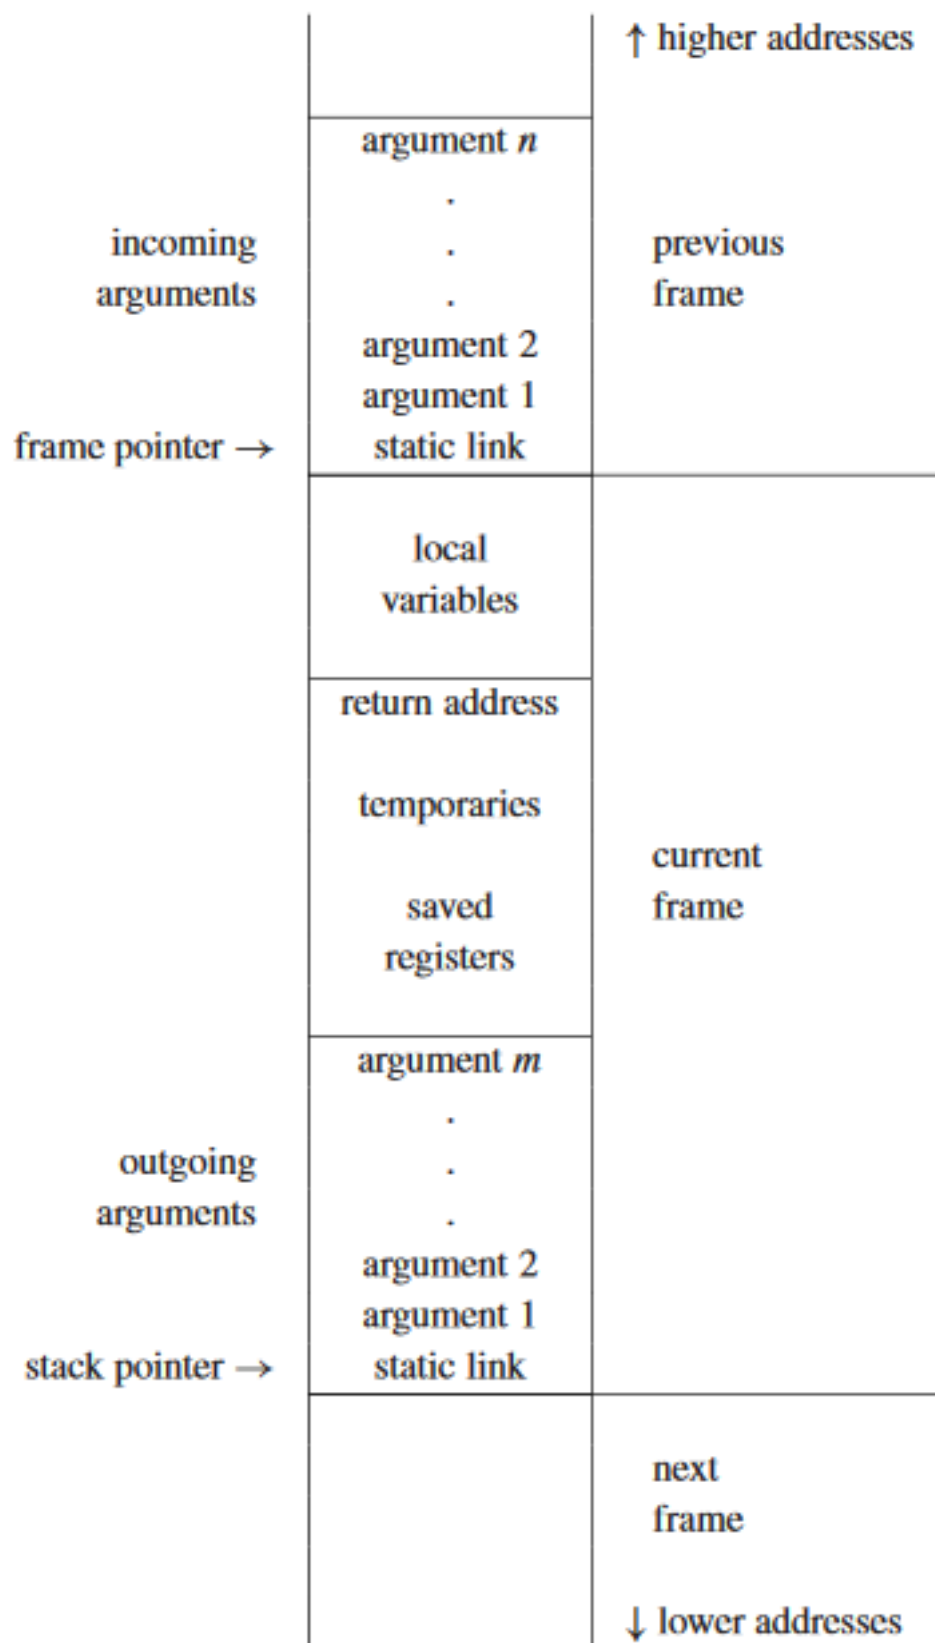 ↑ higher addresses
argument n
.
incoming . previous
arguments . frame
argument 2
argument 1
frame pointer → static link
local
variables
return address
temporaries
current
saved frame
registers
argument m
.
outgoing .
arguments .
argument 2
argument 1
stack pointer → static link
next
frame
↓ lower addresses